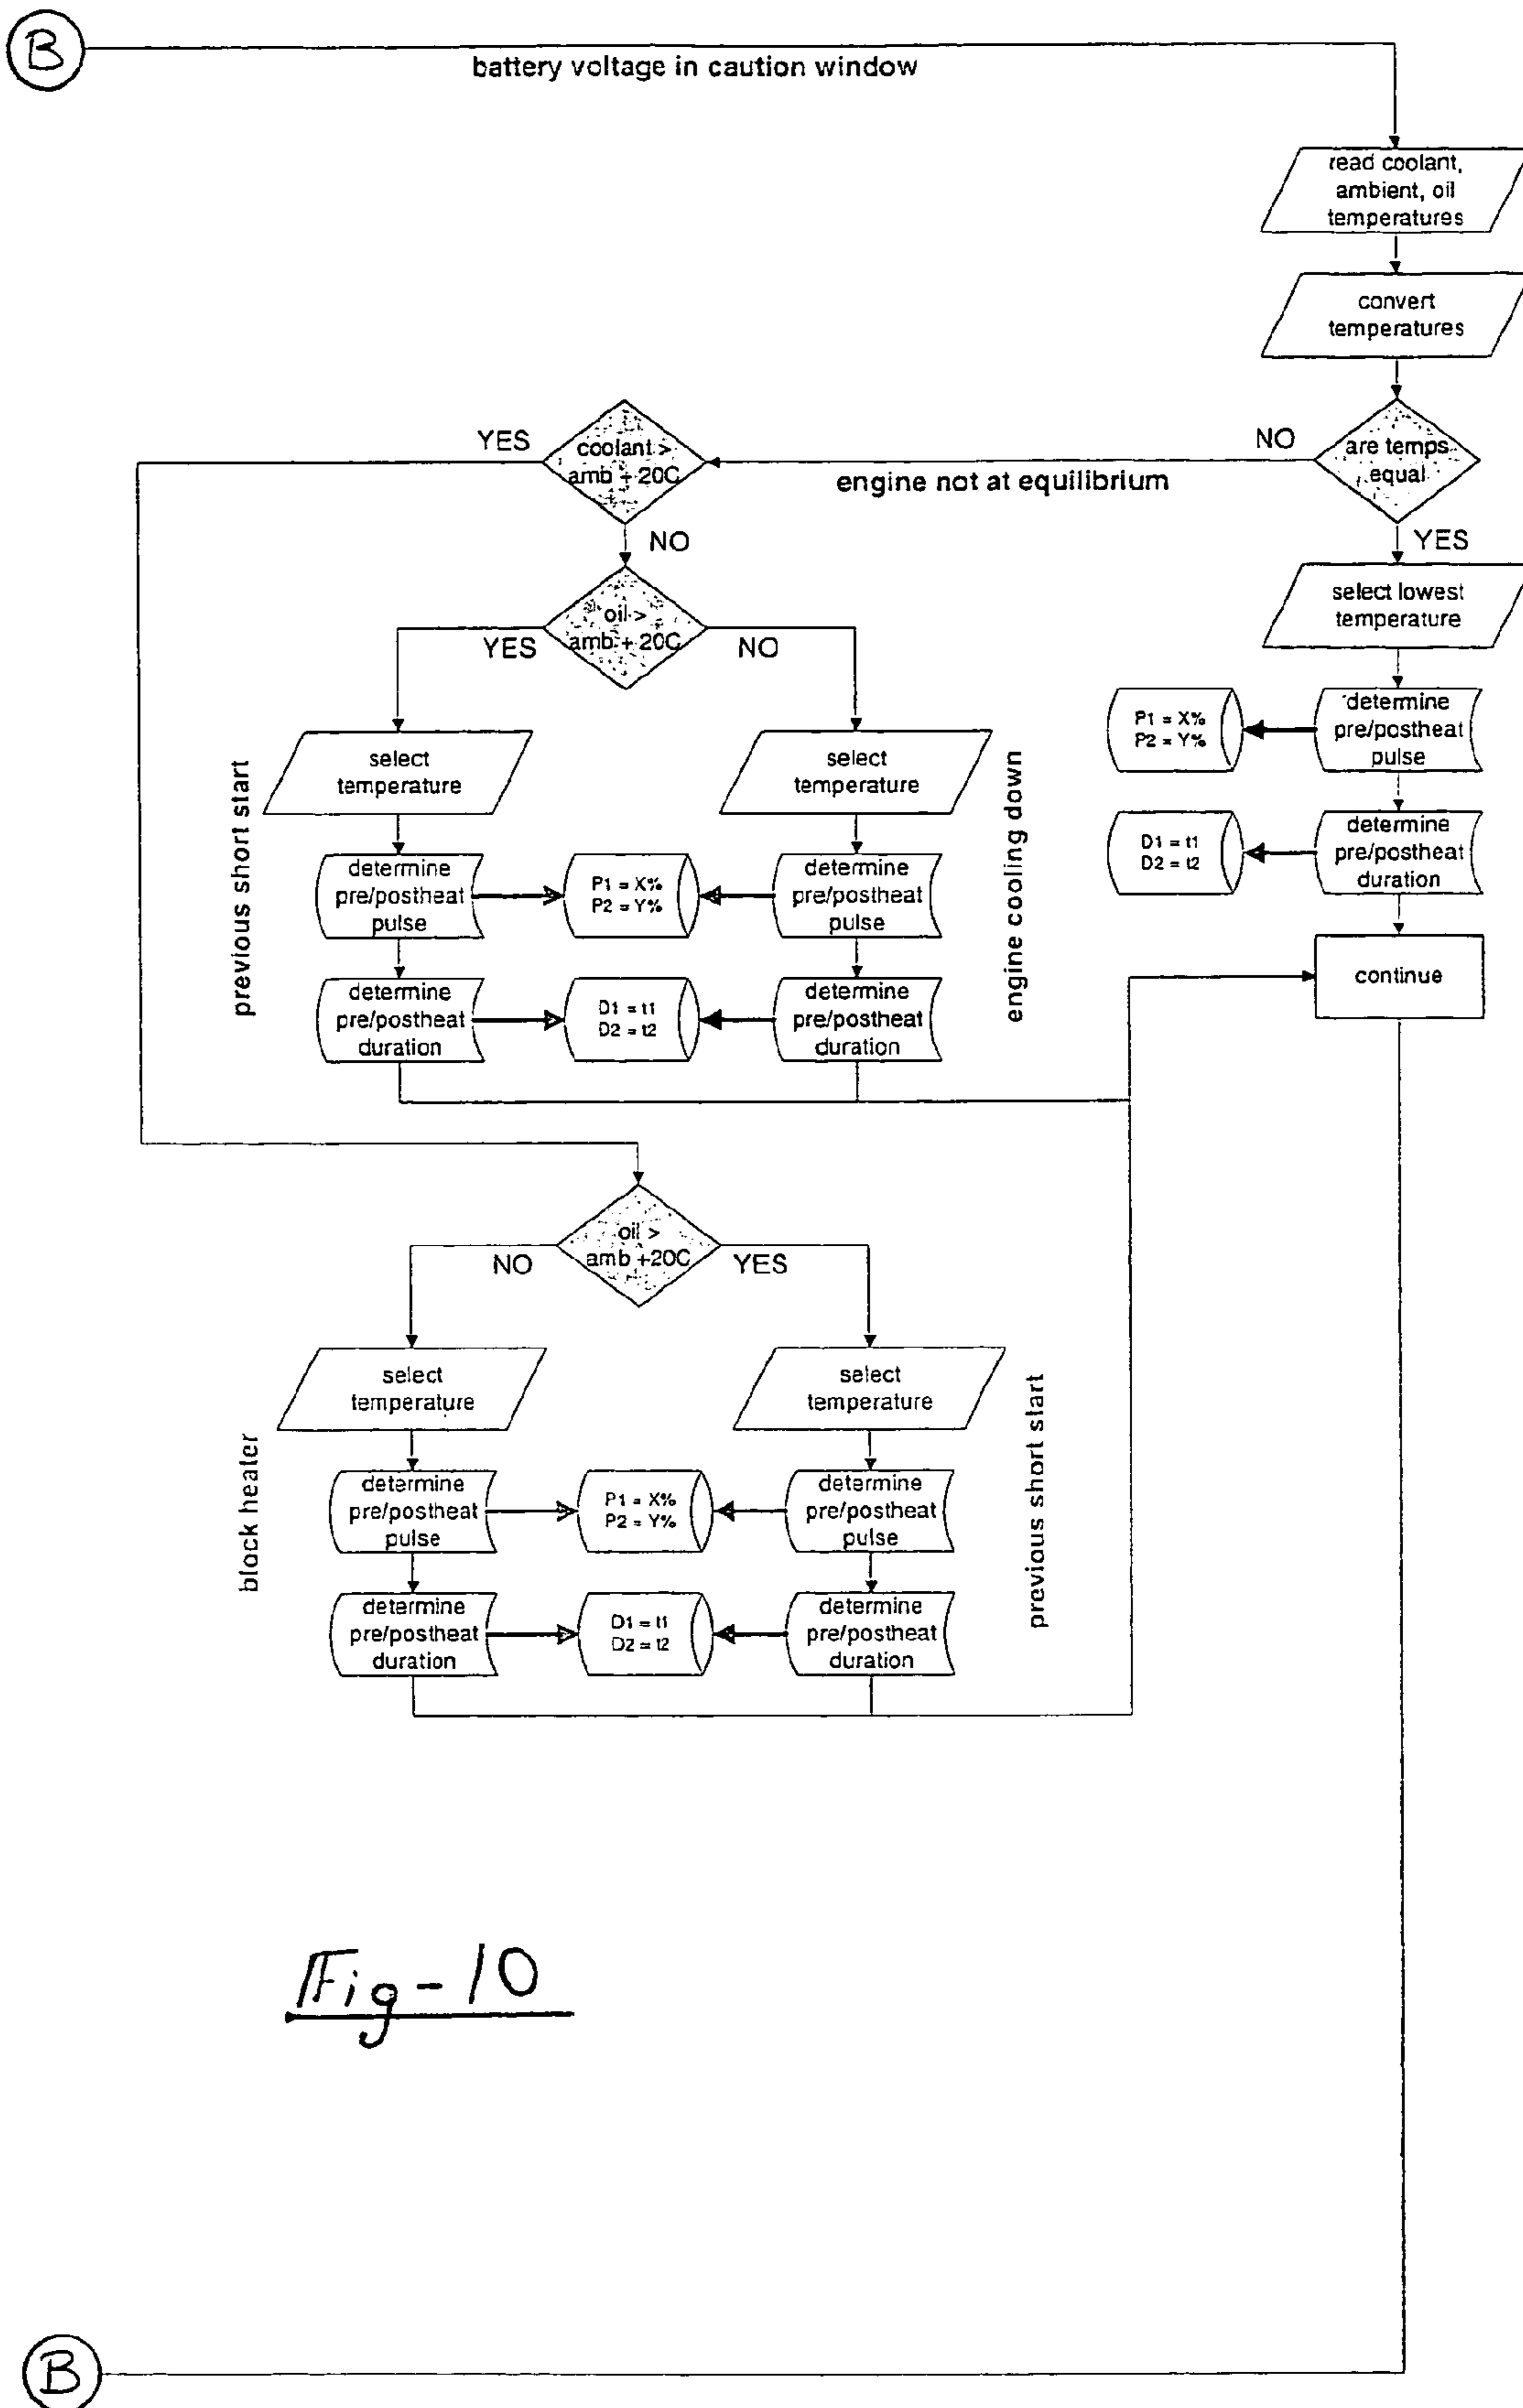 B
battery voltage in caution window
read coolant,
ambient, oil
temperatures
convert
temperatures
are temps
equal
NO
YES
engine not at equilibrium
coolant >
amb + 20C
YES
NO
oil >
amb + 20C
YES
NO
select lowest
temperature
determine
pre/postheat
pulse
P1 = X%
P2 = Y%
determine
pre/postheat
duration
D1 = t1
D2 = t2
continue
previous short start
select
temperature
determine
pre/postheat
pulse
determine
pre/postheat
duration
P1 = X%
P2 = Y%
D1 = t1
D2 = t2
select
temperature
determine
pre/postheat
pulse
determine
pre/postheat
duration
engine cooling down
oil >
amb +20C
NO
YES
block heater
select
temperature
determine
pre/postheat
pulse
determine
pre/postheat
duration
P1 = X%
P2 = Y%
D1 = t1
D2 = t2
select
temperature
determine
pre/postheat
pulse
determine
pre/postheat
duration
previous short start
Fig-10
B